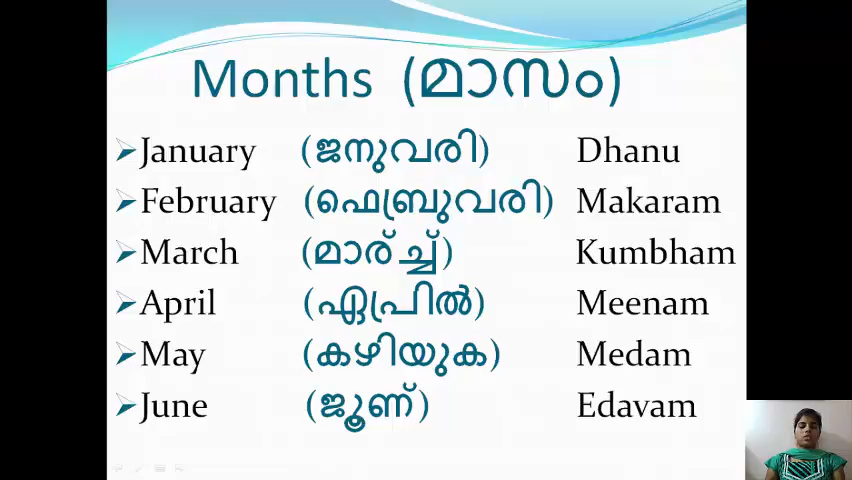 Months (മാസം)
January (ജനുവരി) Dhanu
February (ഫെബ്രുവരി) Makaram
March (മാര്ച്ച്) Kumbham
April (ഏപ്രിൽ) Meenam
May (കഴിയുക) Medam
June (ജൂണ്) Edavam